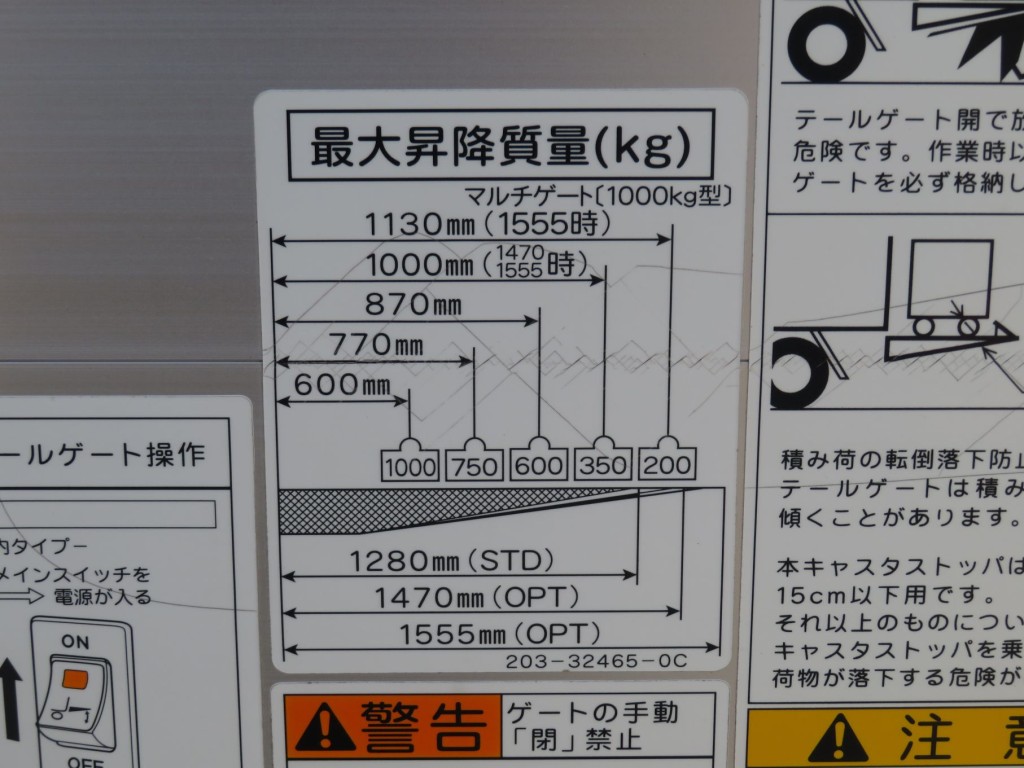 最大昇降質量(kg)
マルチゲート〔1000kg型〕
1130mm（1555時）
1000mm（1470 1555時）
870mm
770mm
600mm
1000 750 600 350 200
1280mm（STD）
1470mm（OPT）
1555mm（OPT）
203-32465-0C
警告
ゲートの手動
「閉」禁止
ールゲート操作
内タイプー
メインスイッチを
電源が入る
ON
OFF
テールゲート開で放
危険です。作業時以
ゲートを必ず格納し
積み荷の転倒落下防止
テールゲートは積み
傾くことがあります。
本キャスタストッパは
15cm以下用です。
それ以上のものについ
キャスタストッパを乗
荷物が落下する危険が
注意